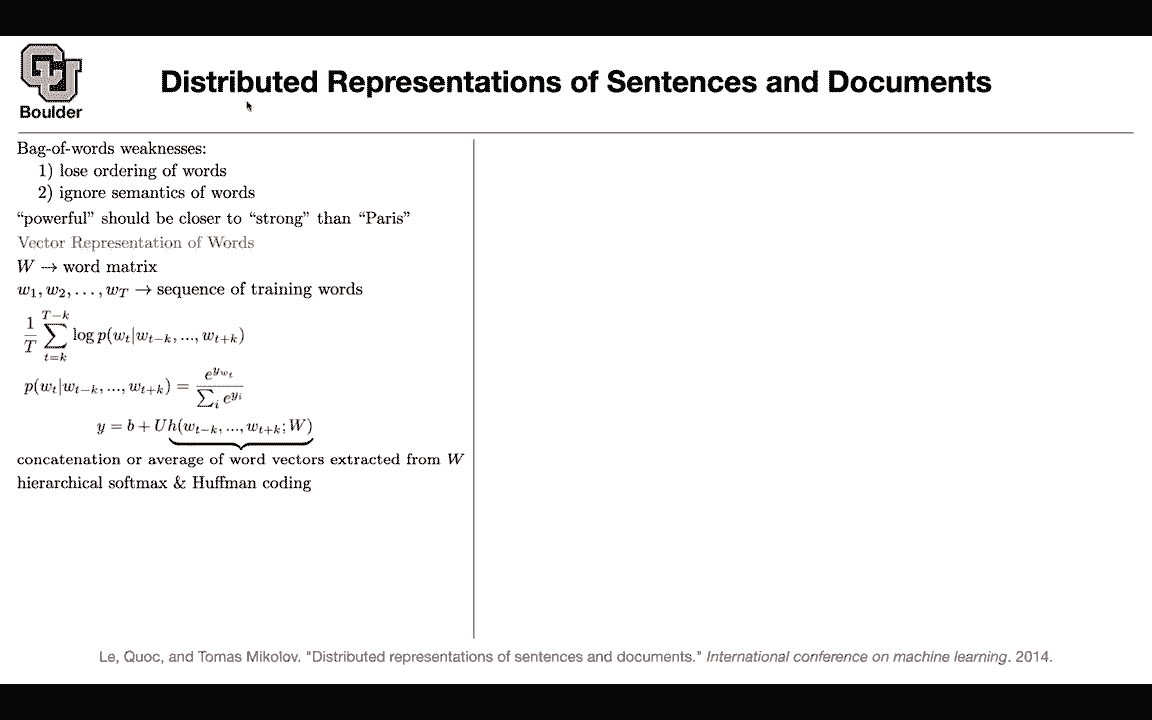 CU
Boulder
Distributed Representations of Sentences and Documents
Bag-of-words weaknesses:
1) lose ordering of words
2) ignore semantics of words
“powerful” should be closer to “strong” than “Paris”
Vector Representation of Words
W → word matrix
w_1, w_2, . . . , w_T → sequence of training words
\frac{1}{T} \sum_{t=k}^{T-k} \log p(w_t|w_{t-k}, ..., w_{t+k})
p(w_t|w_{t-k}, ..., w_{t+k}) = \frac{e^{y_{w_t}}}{\sum_i e^{y_i}}
y = b + Uh(w_{t-k}, ..., w_{t+k}; W)
concatenation or average of word vectors extracted from W
hierarchical softmax & Huffman coding
Le, Quoc, and Tomas Mikolov. "Distributed representations of sentences and documents." International conference on machine learning. 2014.